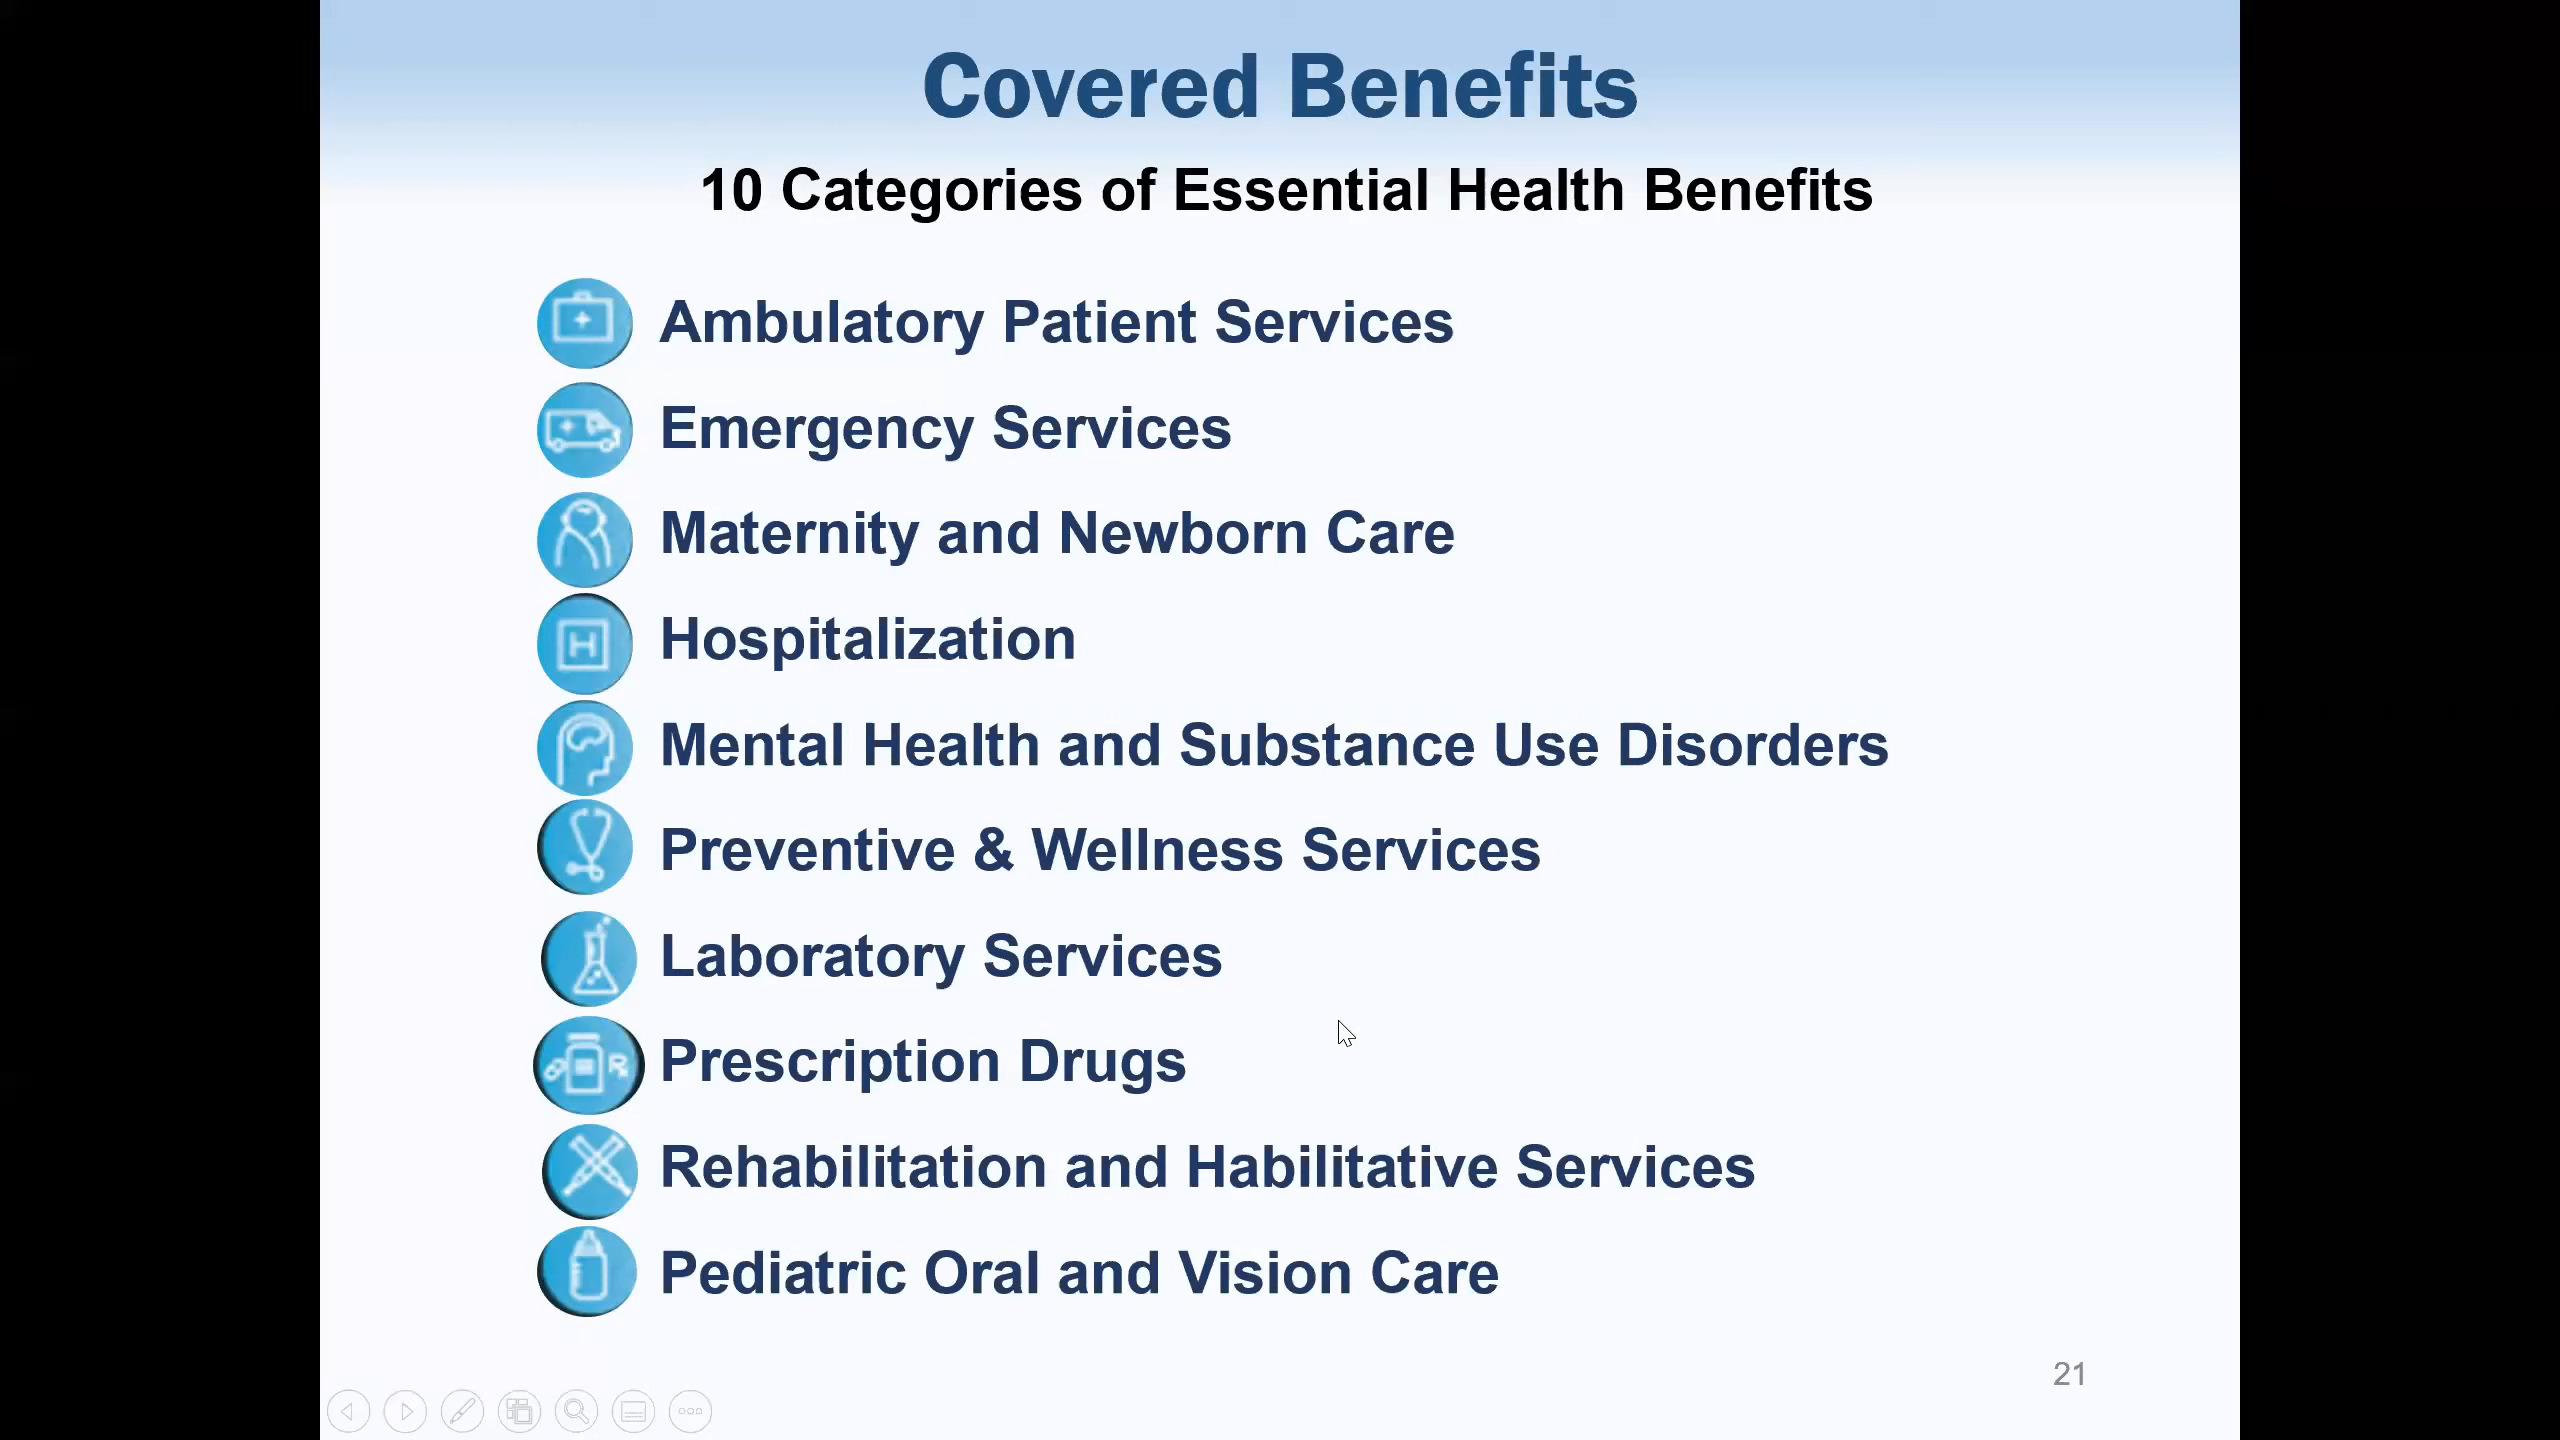 Covered Benefits
10 Categories of Essential Health Benefits
Ambulatory Patient Services
Emergency Services
Maternity and Newborn Care
H
Hospitalization
Mental Health and Substance Use Disorders
Preventive & Wellness Services
Laboratory Services
Rx
Prescription Drugs
Rehabilitation and Habilitative Services
Pediatric Oral and Vision Care
21